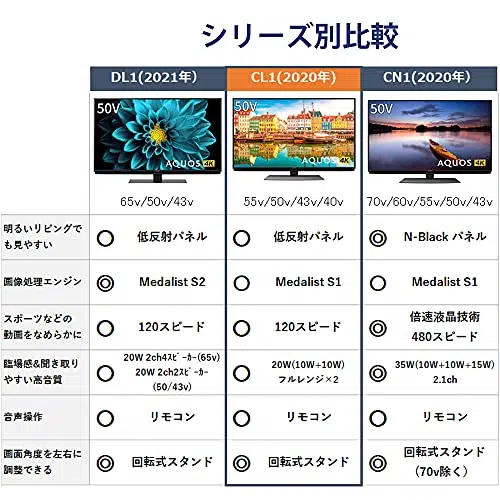 シリーズ別比較
DL1(2021年) CL1(2020年) CN1(2020年)
50V 50V 50V
AQUOS 4K AQUOS 4K AQUOS 4K
65v/50v/43v 55v/50v/43v/40v 70v/60v/55v/50v/43v
明るいリビングで
も見やすい
○ 低反射パネル ○ 低反射パネル ◎ N-Black パネル
画像処理エンジン ◎ Medalist S2 ○ Medalist S1 ○ Medalist S1
スポーツなどの
動画をなめらかに
○ 120スピード ○ 120スピード ◎ 倍速液晶技術
480スピード
臨場感&聞き取り
やすい高音質
○ 20W 2ch4ｽﾋﾟｰｶｰ(65v)
20W 2ch2ｽﾋﾟｰｶｰ
(50/43v)
○ 20W(10W+10W)
フルレンジ×2
◎ 35W(10W+10W+15W)
2.1ch
音声操作 ○ リモコン ○ リモコン ○ リモコン
画面角度を左右に
調整できる
◎ 回転式スタンド ◎ 回転式スタンド ◎ 回転式スタンド
（70v除く）